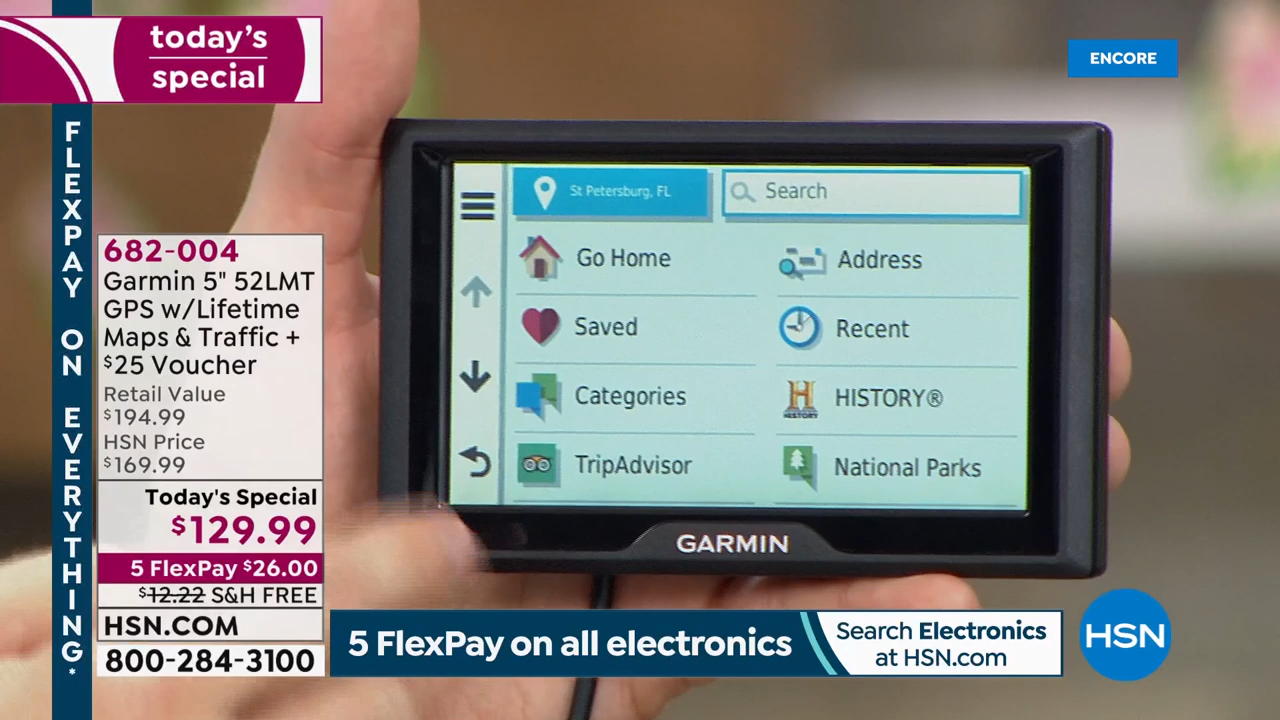 today's
special
ENCORE
FLEXPAY ON EVERYTHING*
682-004
Garmin 5" 52LMT
GPS w/Lifetime
Maps & Traffic +
$25 Voucher
Retail Value
$194.99
HSN Price
$169.99
Today's Special
$129.99
5 FlexPay $26.00
$12.22 S&H FREE
HSN.COM
800-284-3100
St Petersburg, FL
Search
Go Home
Address
Saved
Recent
Categories
HISTORY
HISTORY®
TripAdvisor
National Parks
GARMIN
5 FlexPay on all electronics
Search Electronics
at HSN.com
HSN